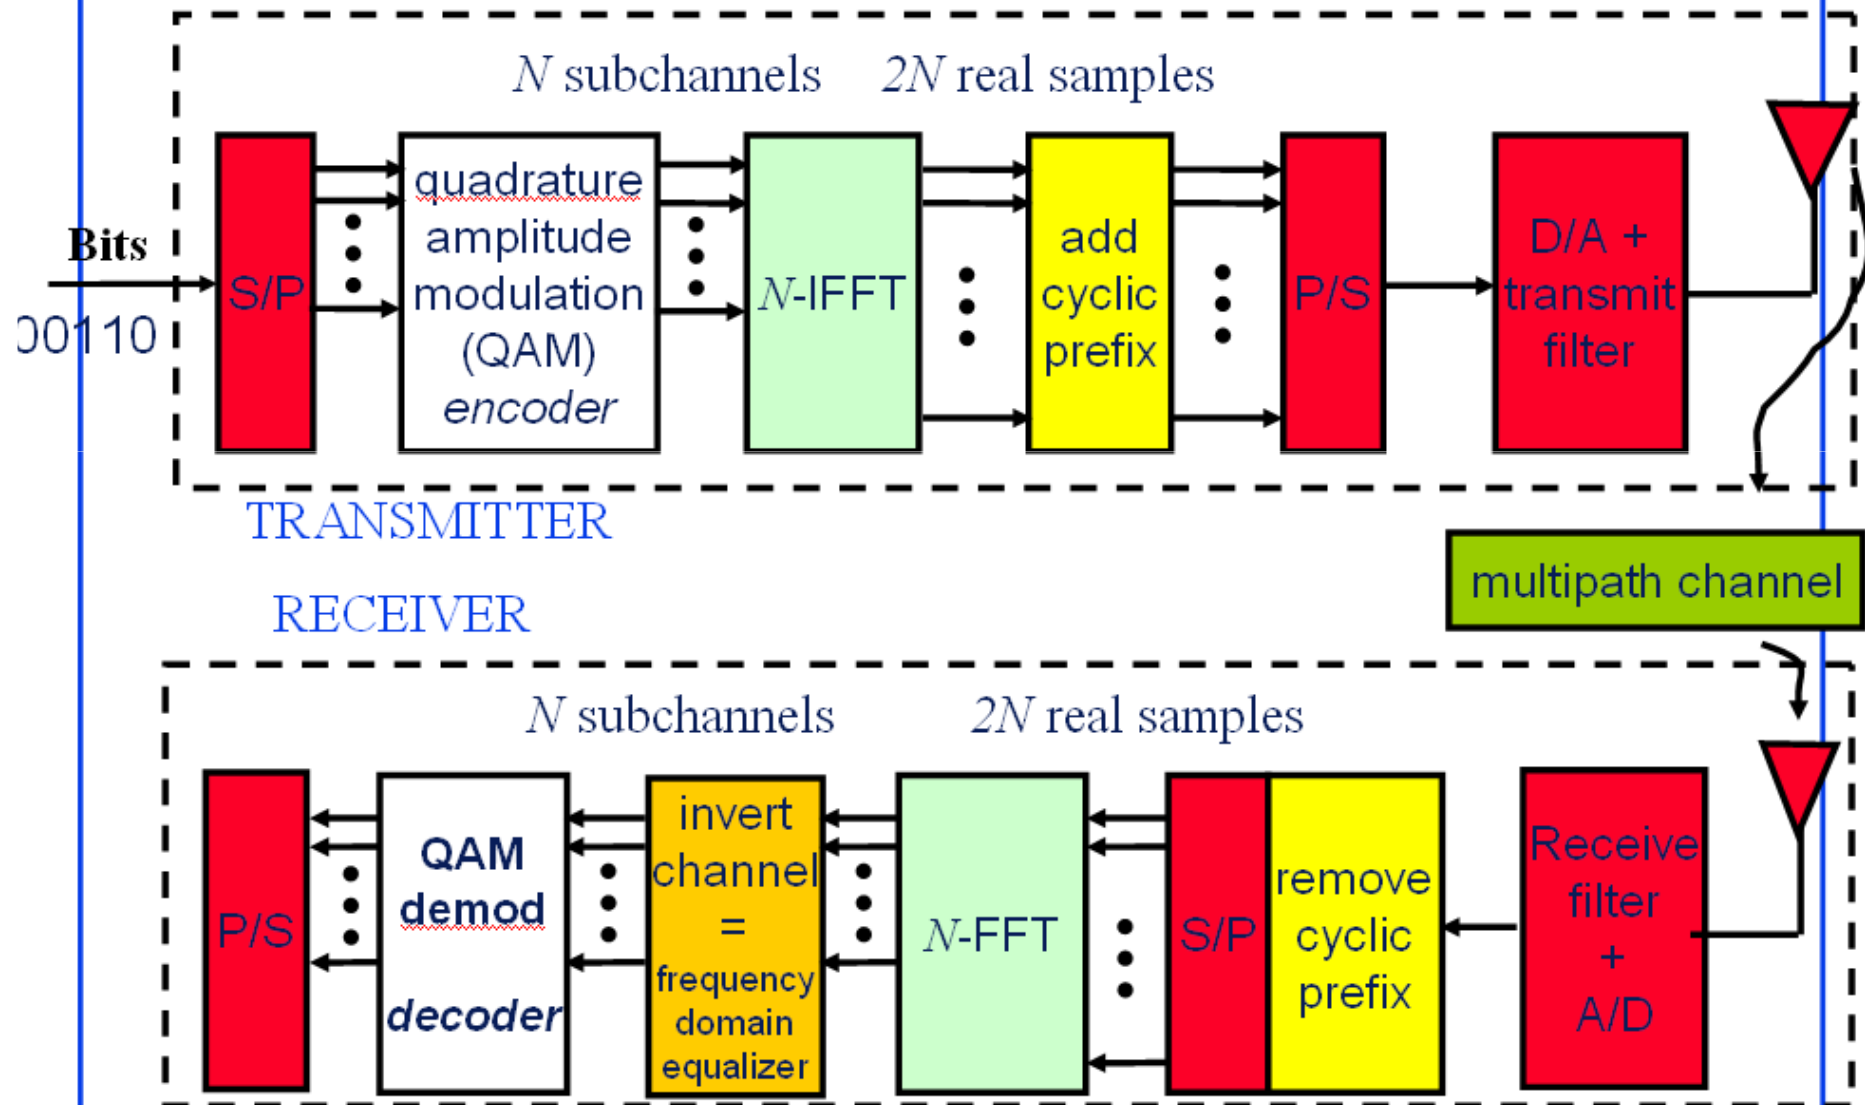 N subchannels 2N real samples
Bits
00110
S/P
quadrature
amplitude
modulation
(QAM)
encoder
N-IFFT
add
cyclic
prefix
P/S
D/A +
transmit
filter
TRANSMITTER
multipath channel
RECEIVER
N subchannels 2N real samples
P/S
QAM
demod
decoder
invert
channel
=
frequency
domain
equalizer
N-FFT
S/P
remove
cyclic
prefix
Receive
filter
+
A/D